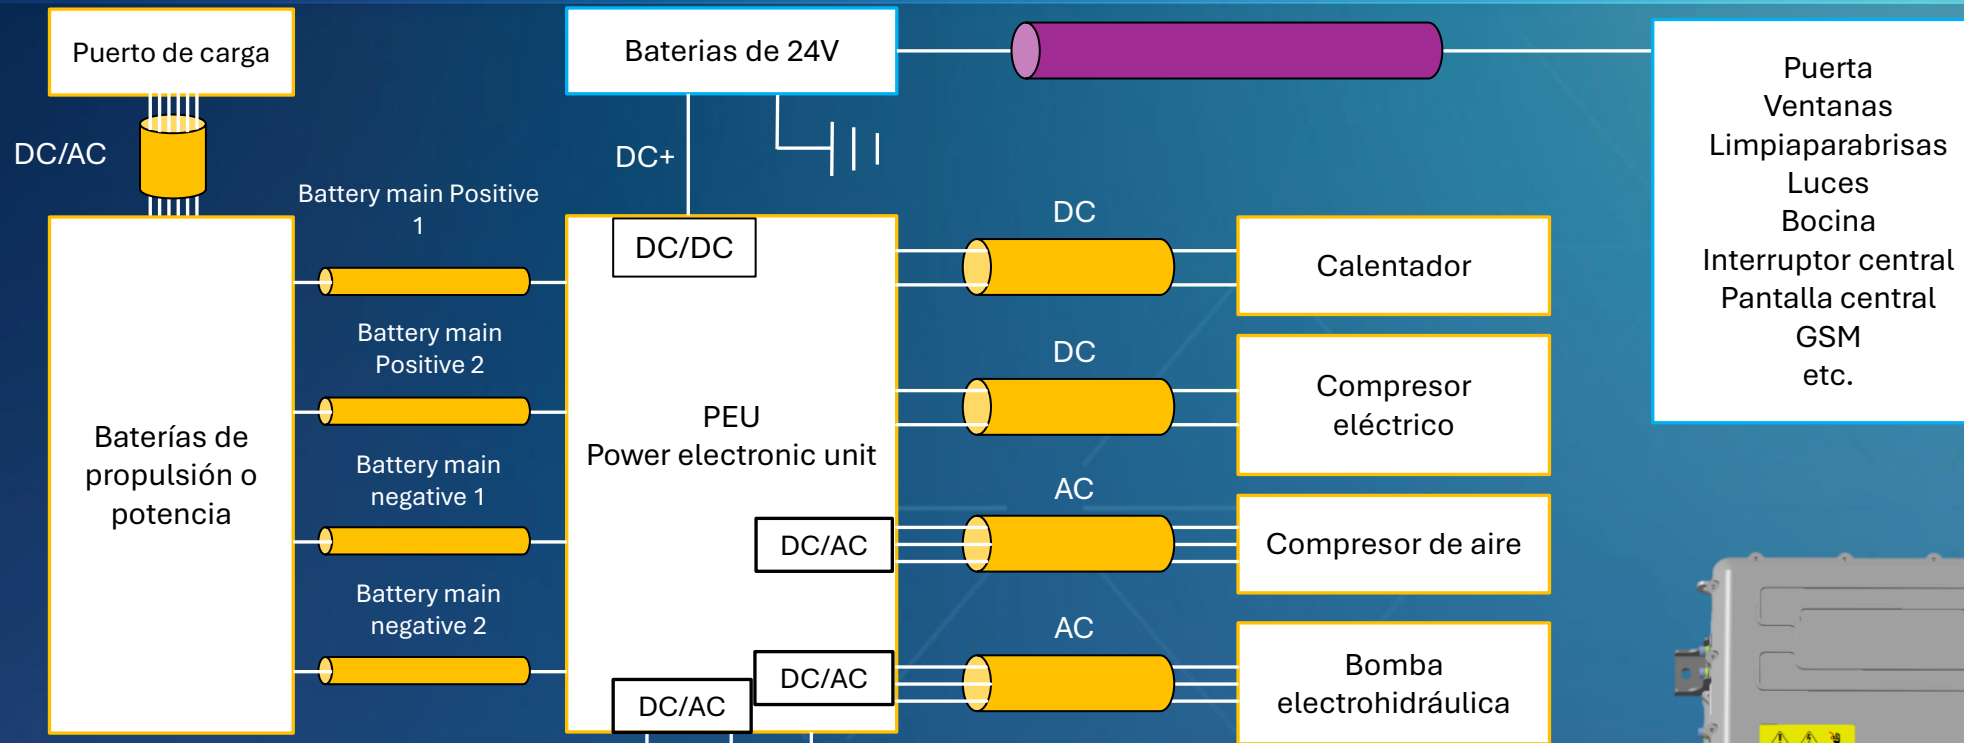 Puerto de carga
DC/AC
Baterías de
propulsión o
potencia
Battery main Positive
1
Battery main
Positive 2
Battery main
negative 1
Battery main
negative 2
Baterias de 24V
DC+
DC/DC
PEU
Power electronic unit
DC/AC
DC/AC
DC/AC
DC
Calentador
DC
Compresor
eléctrico
AC
Compresor de aire
AC
Bomba
electrohidráulica
Puerta
Ventanas
Limpiaparabrisas
Luces
Bocina
Interruptor central
Pantalla central
GSM
etc.